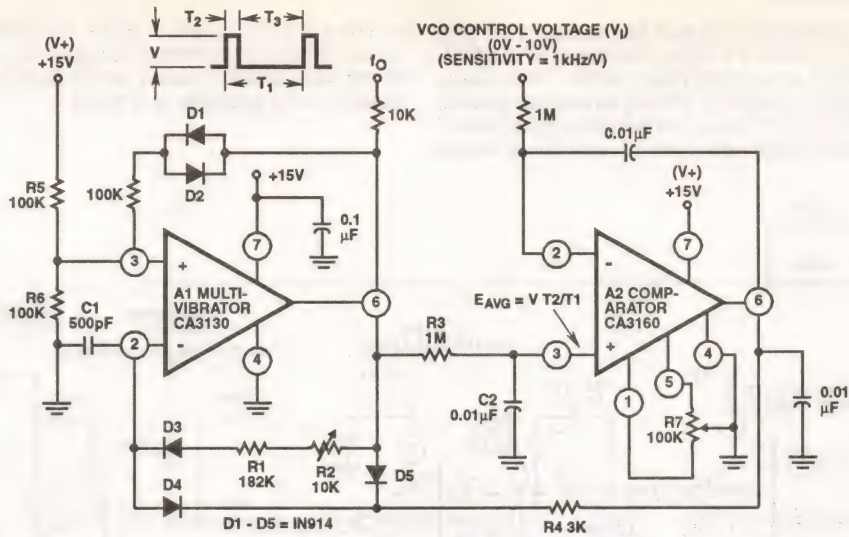 T2
T3
V
T1
(V+)
+15V
fO
10K
VCO CONTROL VOLTAGE (VI)
(0V - 10V)
(SENSITIVITY = 1kHz/V)
1M
0.01μF
D1
D2
+15V
(V+)
+15V
R5
100K
100K
0.1
μF
7
7
3
+
2
-
A1 MULTI-
VIBRATOR
CA3130
6
EAVG = V T2/T1
A2 COMP-
ARATOR
CA3160
6
R6
100K
C1
500pF
2
-
4
R3
1M
3
+
4
5
1
C2
0.01μF
R7
100K
0.01
μF
D3
R1
182K
R2
10K
D5
D4
D1 - D5 = IN914
R4 3K